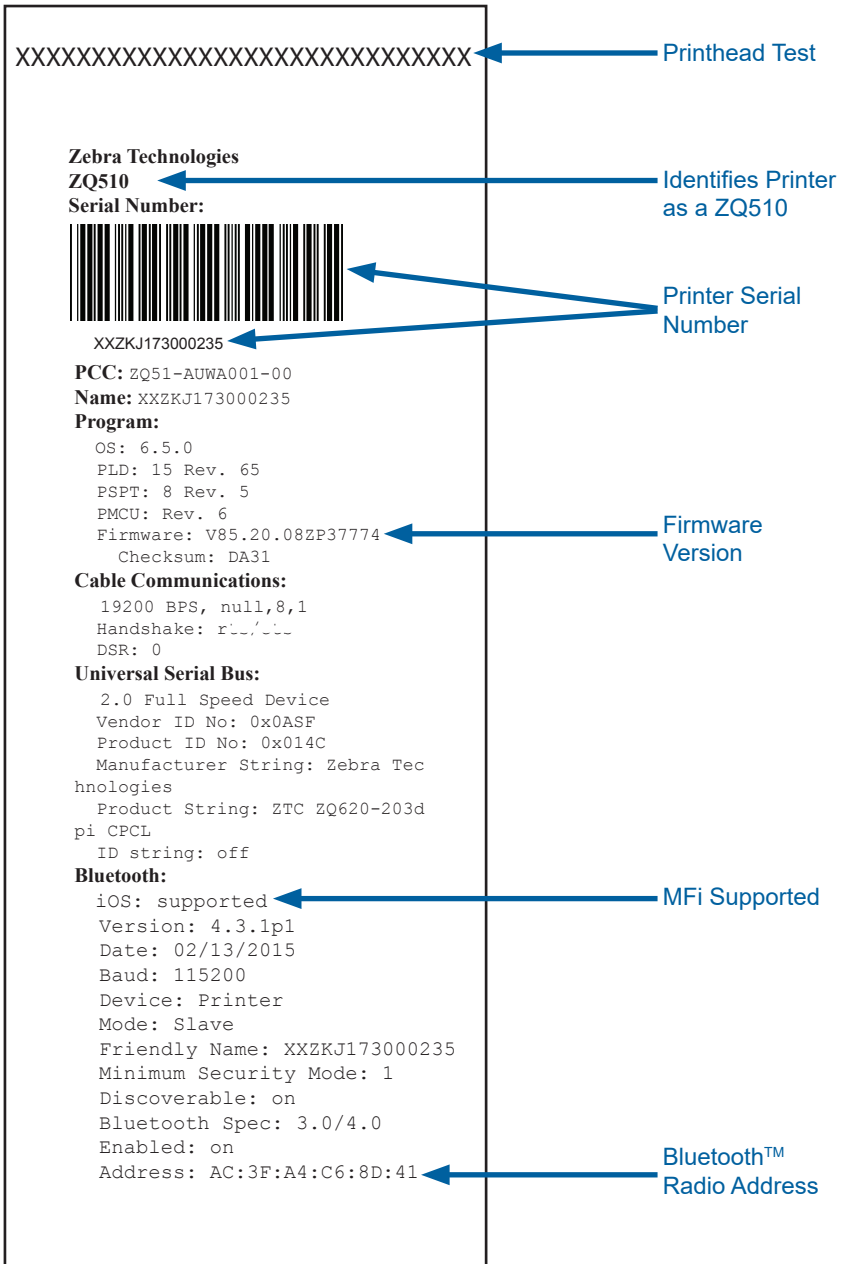 XXXXXXXXXXXXXXXXXXXXXXXXXXXXXX
Printhead Test
Zebra Technologies
ZQ510
Identifies Printer
as a ZQ510
Serial Number:
Printer Serial
Number
XXZKJ173000235
PCC: ZQ51-AUWA001-00
Name: XXZKJ173000235
Program:
OS: 6.5.0
PLD: 15 Rev. 65
PSPT: 8 Rev. 5
PMCU: Rev. 6
Firmware: V85.20.08ZP37774
Firmware
Version
Checksum: DA31
Cable Communications:
19200 BPS, null,8,1
Handshake:
DSR: 0
Universal Serial Bus:
2.0 Full Speed Device
Vendor ID No: 0x0ASF
Product ID No: 0x014C
Manufacturer String: Zebra Tec
hnologies
Product String: ZTC ZQ620-203d
pi CPCL
ID string: off
Bluetooth:
iOS: supported
MFi Supported
Version: 4.3.1p1
Date: 02/13/2015
Baud: 115200
Device: Printer
Mode: Slave
Friendly Name: XXZKJ173000235
Minimum Security Mode: 1
Discoverable: on
Bluetooth Spec: 3.0/4.0
Enabled: on
Address: AC:3F:A4:C6:8D:41
Bluetooth™
Radio Address